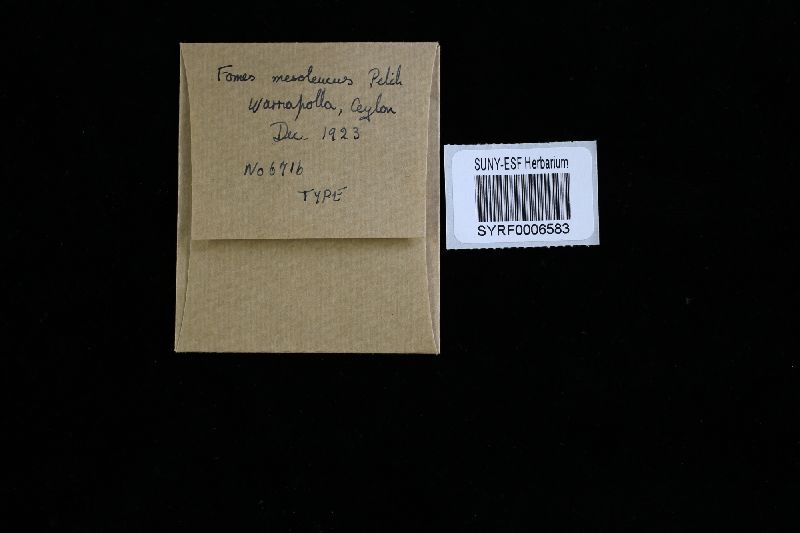 Fomes mesoleucus Petch
Warrapolla, Ceylon
Dec. 1923
No 6716
TYPE
SUNY-ESF Herbarium
SYRF0006583